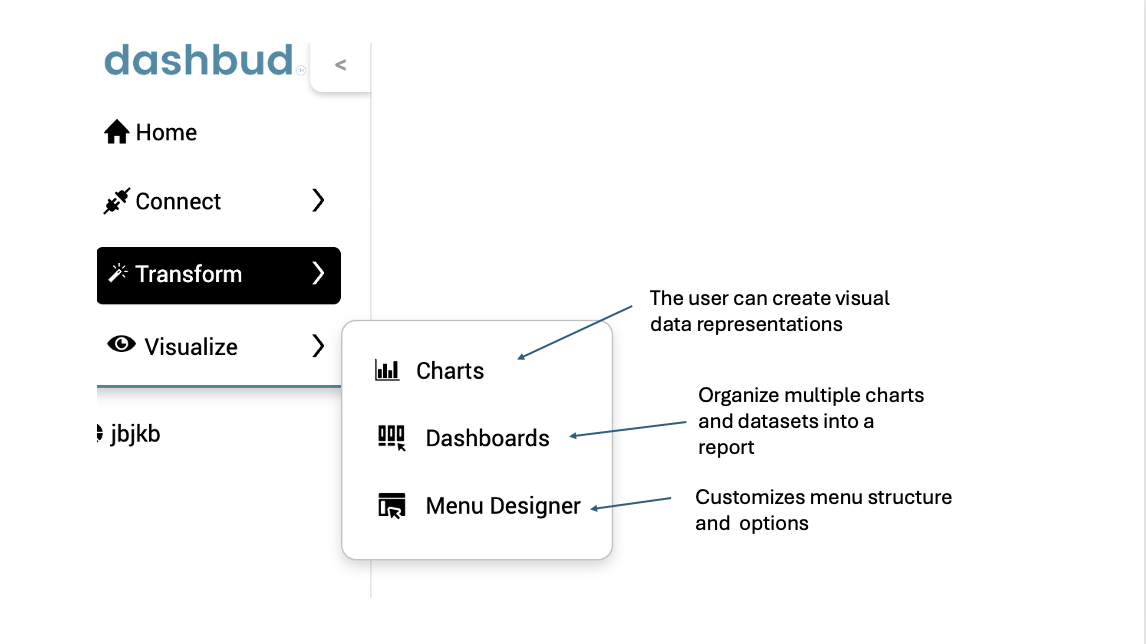 dashbud
<
Home
Connect
Transform
Visualize
jbjkb
Charts
Dashboards
Menu Designer
The user can create visual
data representations
Organize multiple charts
and datasets into a
report
Customizes menu structure
and options